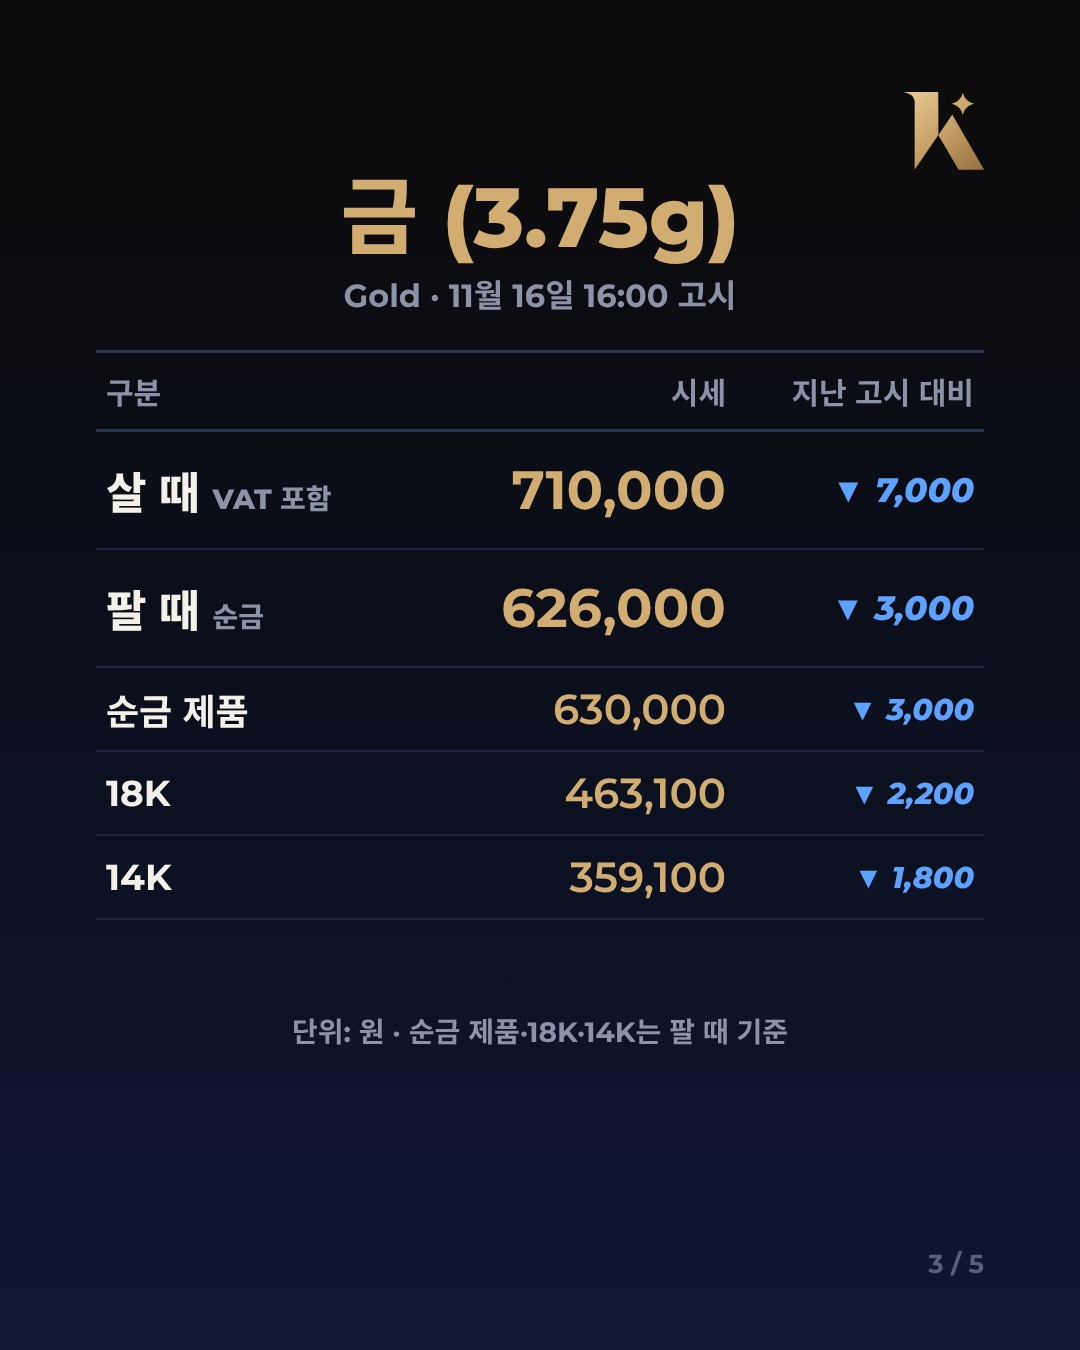 금 (3.75g)
Gold · 11월 16일 16:00 고시
구분 시세 지난 고시 대비
살 때 VAT 포함 710,000 ▼ 7,000
팔 때 순금 626,000 ▼ 3,000
순금 제품 630,000 ▼ 3,000
18K 463,100 ▼ 2,200
14K 359,100 ▼ 1,800
단위: 원 · 순금 제품·18K·14K는 팔 때 기준
3 / 5